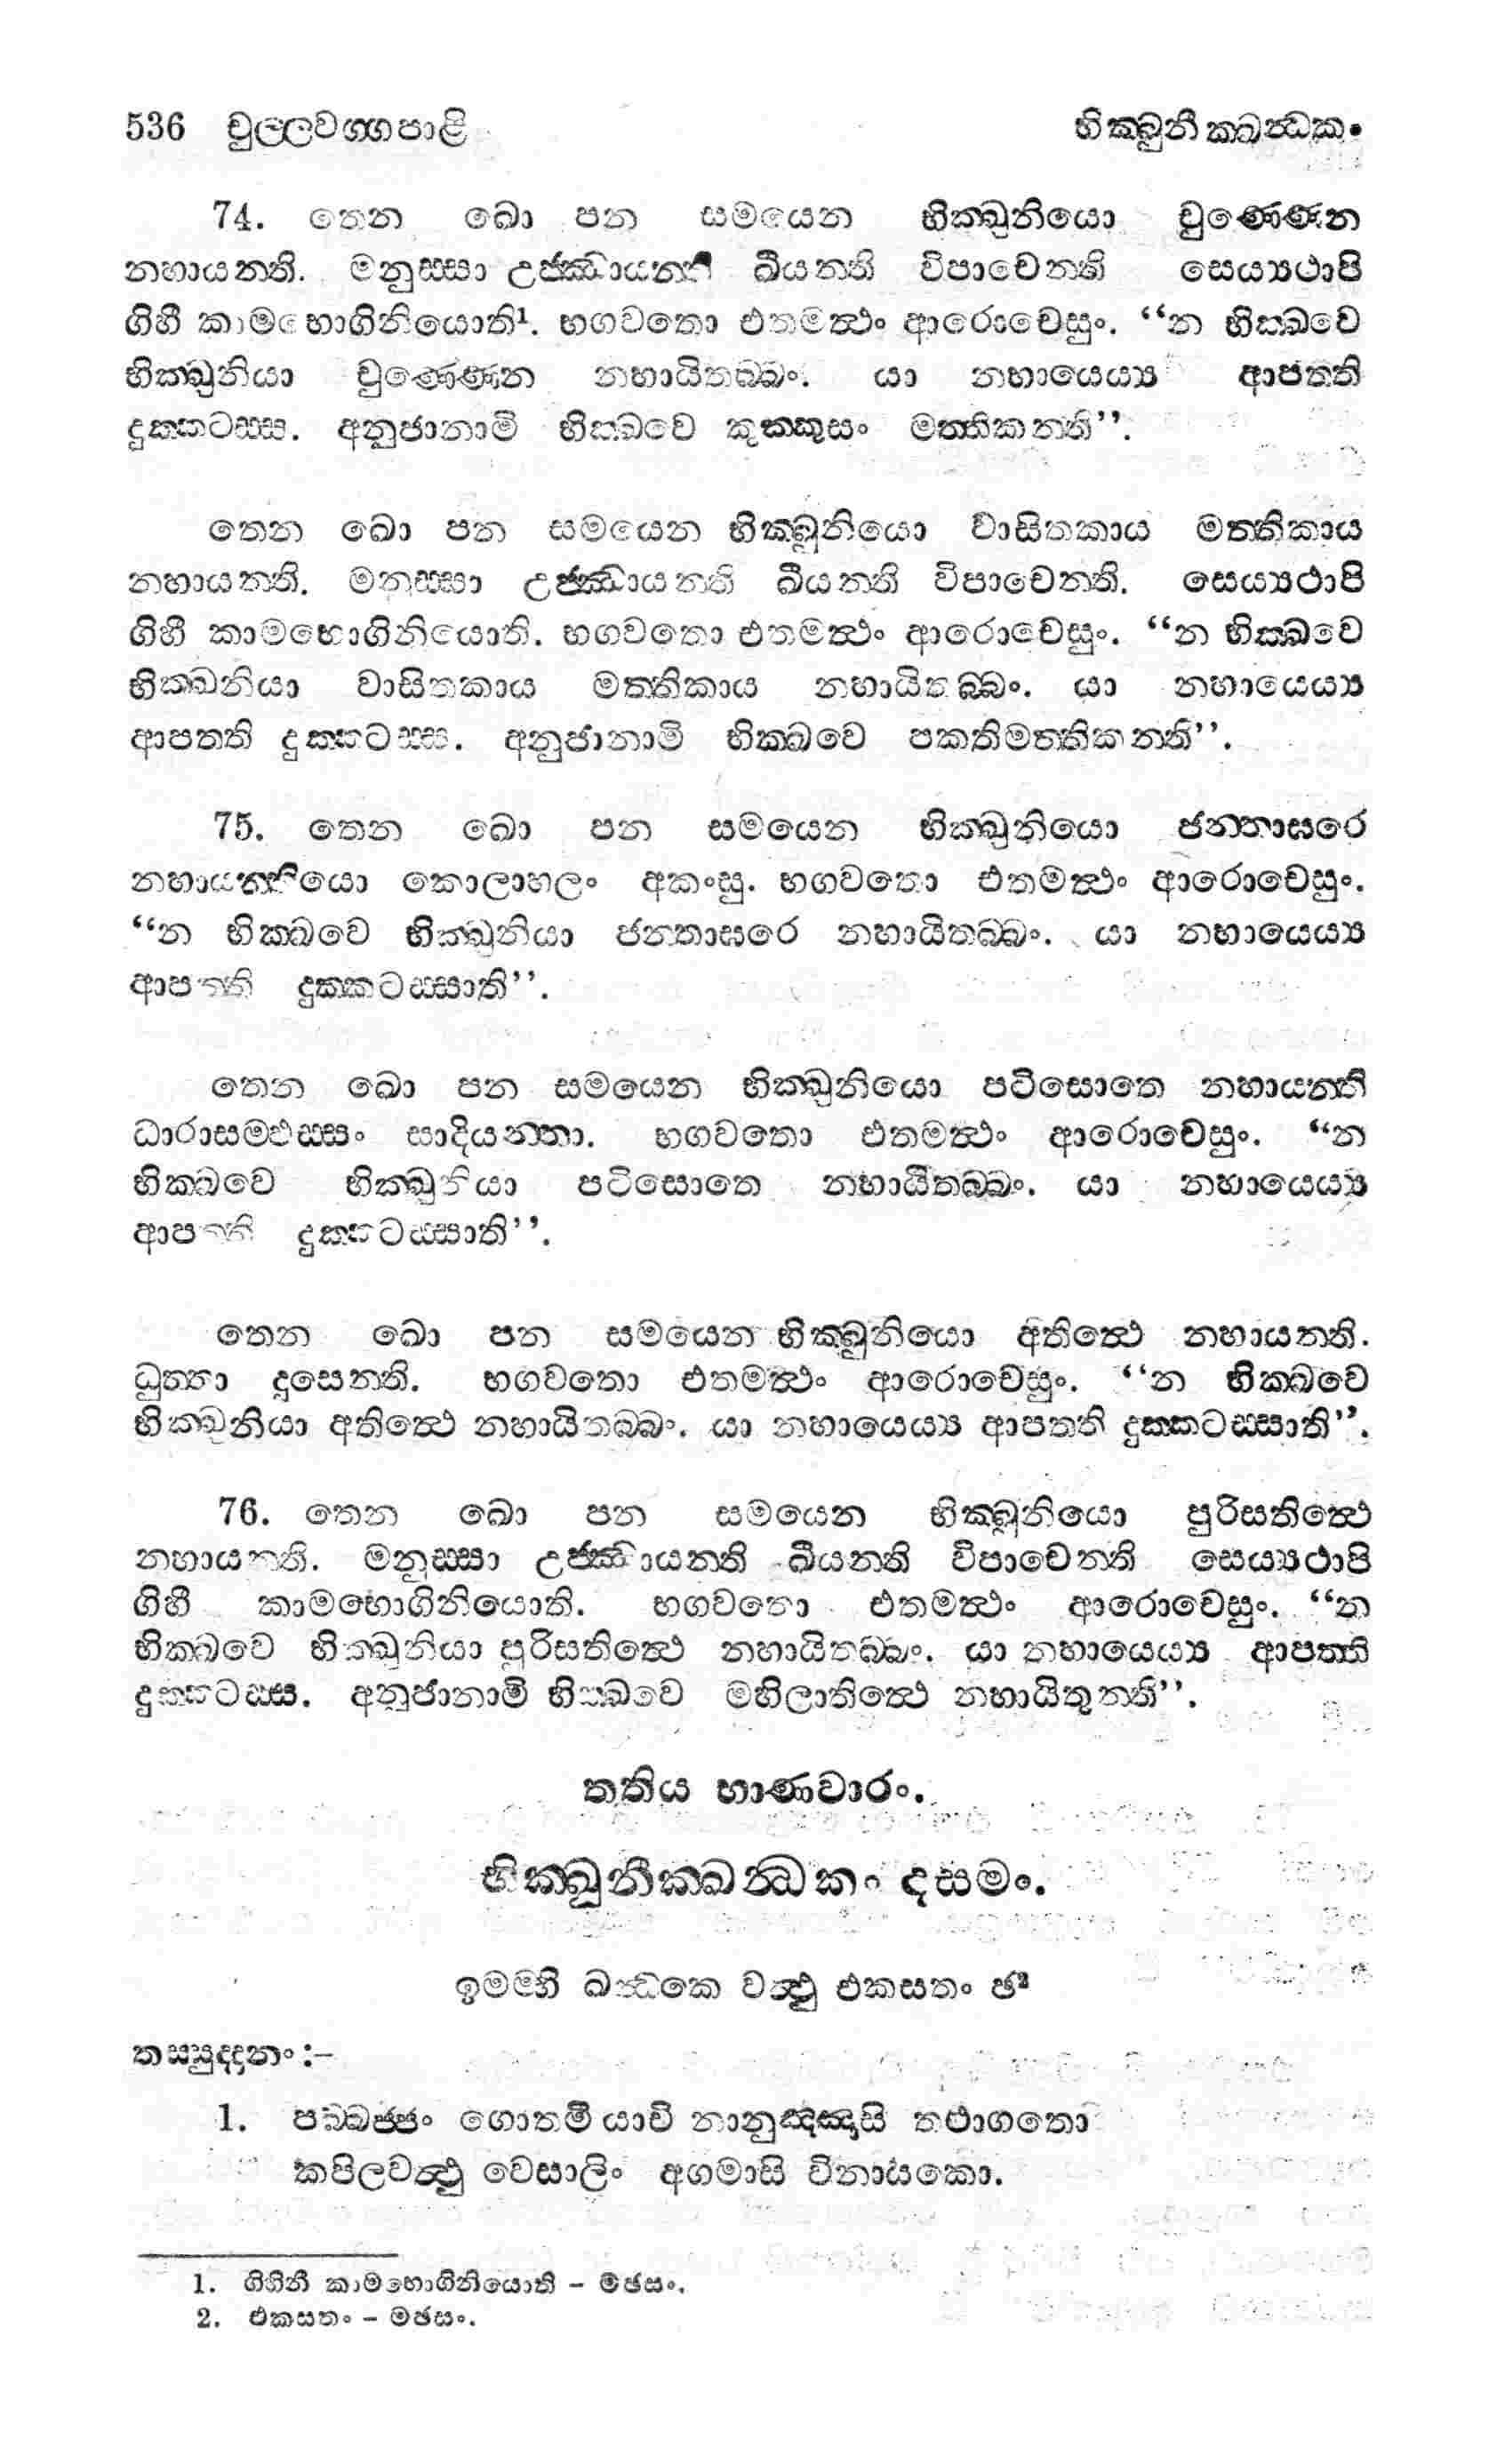 536 චුල්ලවග්ගපාළි භික්ඛුනීක්ඛන්ධකං
74. තෙන ඛො පන සමයෙන භික්ඛුනියො චුණ්ණෙන
නහායන්ති. මනුස්සා උජ්ඣායන්ති ඛීයන්ති විපාචෙන්ති සෙය්‍යථාපි
ගිහී කාමභොගිනියොති¹. භගවතො එතමත්ථං ආරොචෙසුං. “න භික්ඛවෙ
භික්ඛුනියා චුණ්ණෙන නහායිතබ්බං. යා නහායෙය්‍ය ආපත්ති
දුක්කටස්ස. අනුජානාමි භික්ඛවෙ කුක්කුසං මත්තිකන්ති”.
තෙන ඛො පන සමයෙන භික්ඛුනියො වාසිතකාය මත්තිකාය
නහායන්ති. මනුස්සා උජ්ඣායන්ති ඛීයන්ති විපාචෙන්ති. සෙය්‍යථාපි
ගිහී කාමභොගිනියොති. භගවතො එතමත්ථං ආරොචෙසුං. “න භික්ඛවෙ
භික්ඛුනියා වාසිතකාය මත්තිකාය නහායිතබ්බං. යා නහායෙය්‍ය
ආපත්ති දුක්කටස්ස. අනුජානාමි භික්ඛවෙ පකතිමත්තිකන්ති”.
75. තෙන ඛො පන සමයෙන භික්ඛුනියො ජන්තාඝරෙ
නහායන්තියො කොලාහලං අකංසු. භගවතො එතමත්ථං ආරොචෙසුං.
“න භික්ඛවෙ භික්ඛුනියා ජන්තාඝරෙ නහායිතබ්බං. යා නහායෙය්‍ය
ආපත්ති දුක්කටස්සාති”.
තෙන ඛො පන සමයෙන භික්ඛුනියො පටිසොතෙ නහායන්ති
ධාරාසම්ඵස්සං සාදියන්තා. භගවතො එතමත්ථං ආරොචෙසුං. “න
භික්ඛවෙ භික්ඛුනියා පටිසොතෙ නහායිතබ්බං. යා නහායෙය්‍ය
ආපත්ති දුක්කටස්සාති”.
තෙන ඛො පන සමයෙන භික්ඛුනියො අතිත්ථෙ නහායන්ති.
ධුත්තා දූසෙන්ති. භගවතො එතමත්ථං ආරොචෙසුං. “න භික්ඛවෙ
භික්ඛුනියා අතිත්ථෙ නහායිතබ්බං. යා නහායෙය්‍ය ආපත්ති දුක්කටස්සාති”.
76. තෙන ඛො පන සමයෙන භික්ඛුනියො පුරිසතිත්ථෙ
නහායන්ති. මනුස්සා උජ්ඣායන්ති ඛීයන්ති විපාචෙන්ති සෙය්‍යථාපි
ගිහී කාමභොගිනියොති. භගවතො එතමත්ථං ආරොචෙසුං. “න
භික්ඛවෙ භික්ඛුනියා පුරිසතිත්ථෙ නහායිතබ්බං. යා නහායෙය්‍ය ආපත්ති
දුක්කටස්ස. අනුජානාමි භික්ඛවෙ මහිලාතිත්ථෙ නහායිතුන්ති”.
තතිය භාණවාරං.
භික්ඛුනීක්ඛන්ධකං දසමං.
ඉමම්හි ඛන්ධකෙ වත්ථු එකසතං ඡ²
තස්සුද්දානං :–
1. පබ්බජ්ජං ගොතමී යාචි නානුඤ්ඤාසි තථාගතො
කපිලවත්ථු වෙසාලිං අගමාසි විනායකො.
1. ගිහිනී කාමභොගිනියොති – මඡසං.
2. එකසතං – මඡසං.